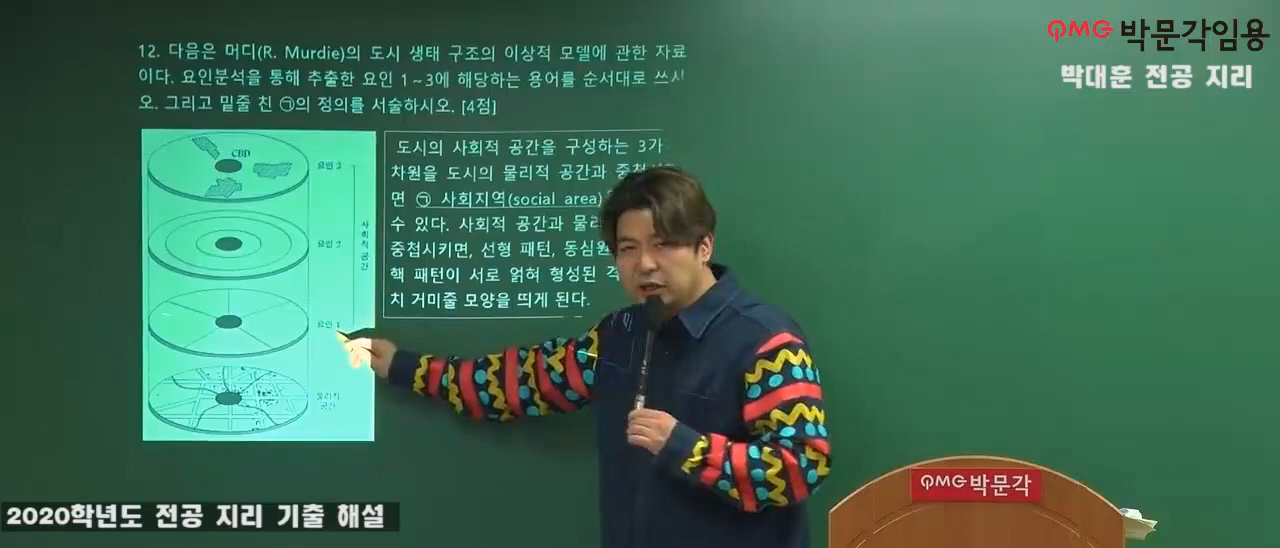 PMG 박문각임용
박대훈 전공 지리
12. 다음은 머디(R. Murdie)의 도시 생태 구조의 이상적 모델에 관한 자료
이다. 요인분석을 통해 추출한 요인 1~3에 해당하는 용어를 순서대로 쓰시
오. 그리고 밑줄 친 ㉠의 정의를 서술하시오. [4점]
CBD
요인 3
요인 2
사회적 공간
요인 1
물리적
공간
도시의 사회적 공간을 구성하는 3가
차원을 도시의 물리적 공간과
면 ㉠ 사회지역(social area)
수 있다. 사회적 공간과
중첩시키면, 선형 패턴,
핵 패턴이 서로 얽혀 형성된
치 거미줄 모양을 띄게 된다.
PMG박문각
2020학년도 전공 지리 기출 해설